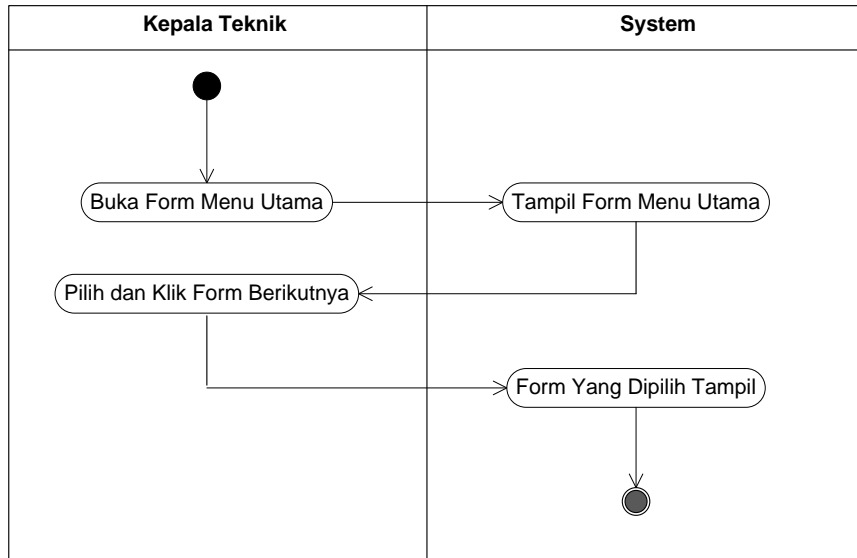 Kepala Teknik
System
Buka Form Menu Utama
Tampil Form Menu Utama
Pilih dan Klik Form Berikutnya
Form Yang Dipilih Tampil